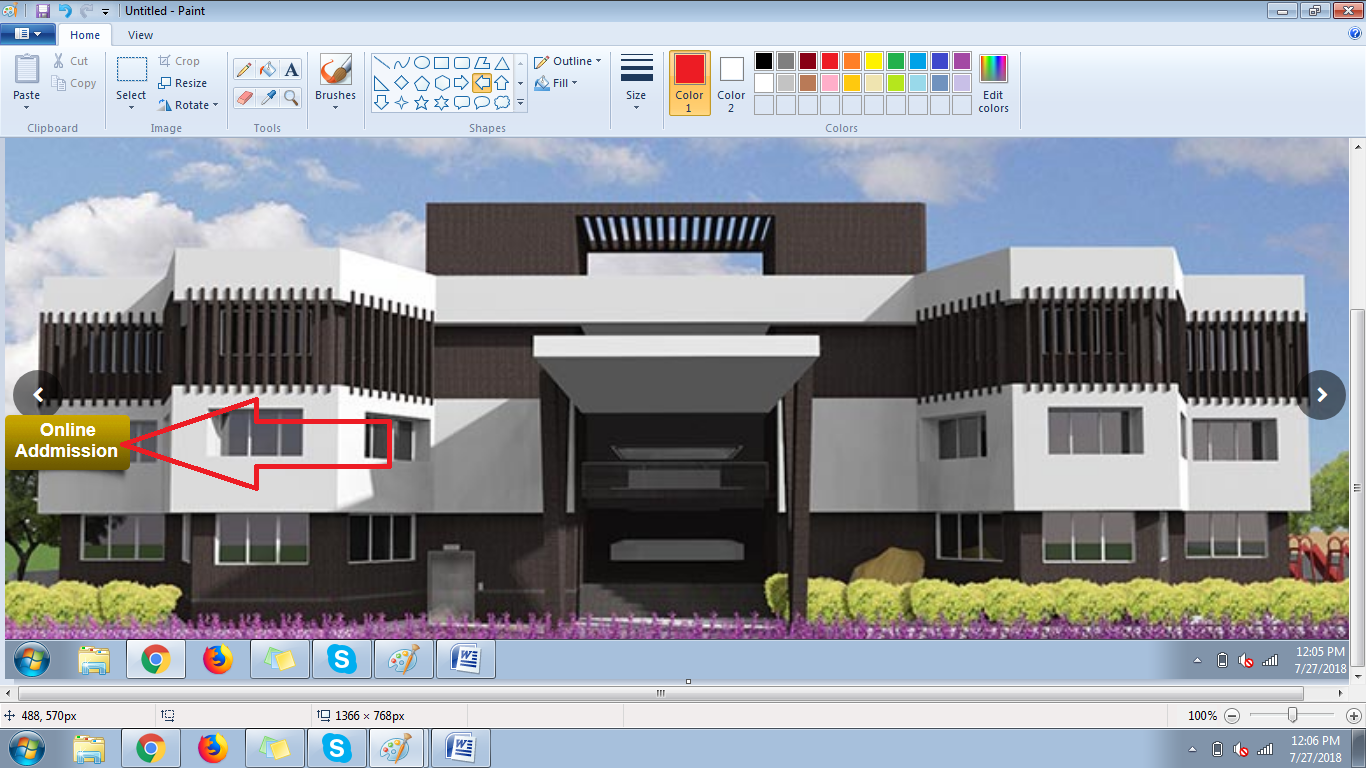 Untitled - Paint
Home View
Paste
Cut
Copy
Clipboard
Select
Crop
Resize
Rotate
Image
A
Tools
Brushes
Outline
Fill
Shapes
Size
Color
1
Color
2
Edit
colors
Colors
Online
Addmission
12:05 PM
7/27/2018
488, 570px
1366 × 768px
100%
12:06 PM
7/27/2018